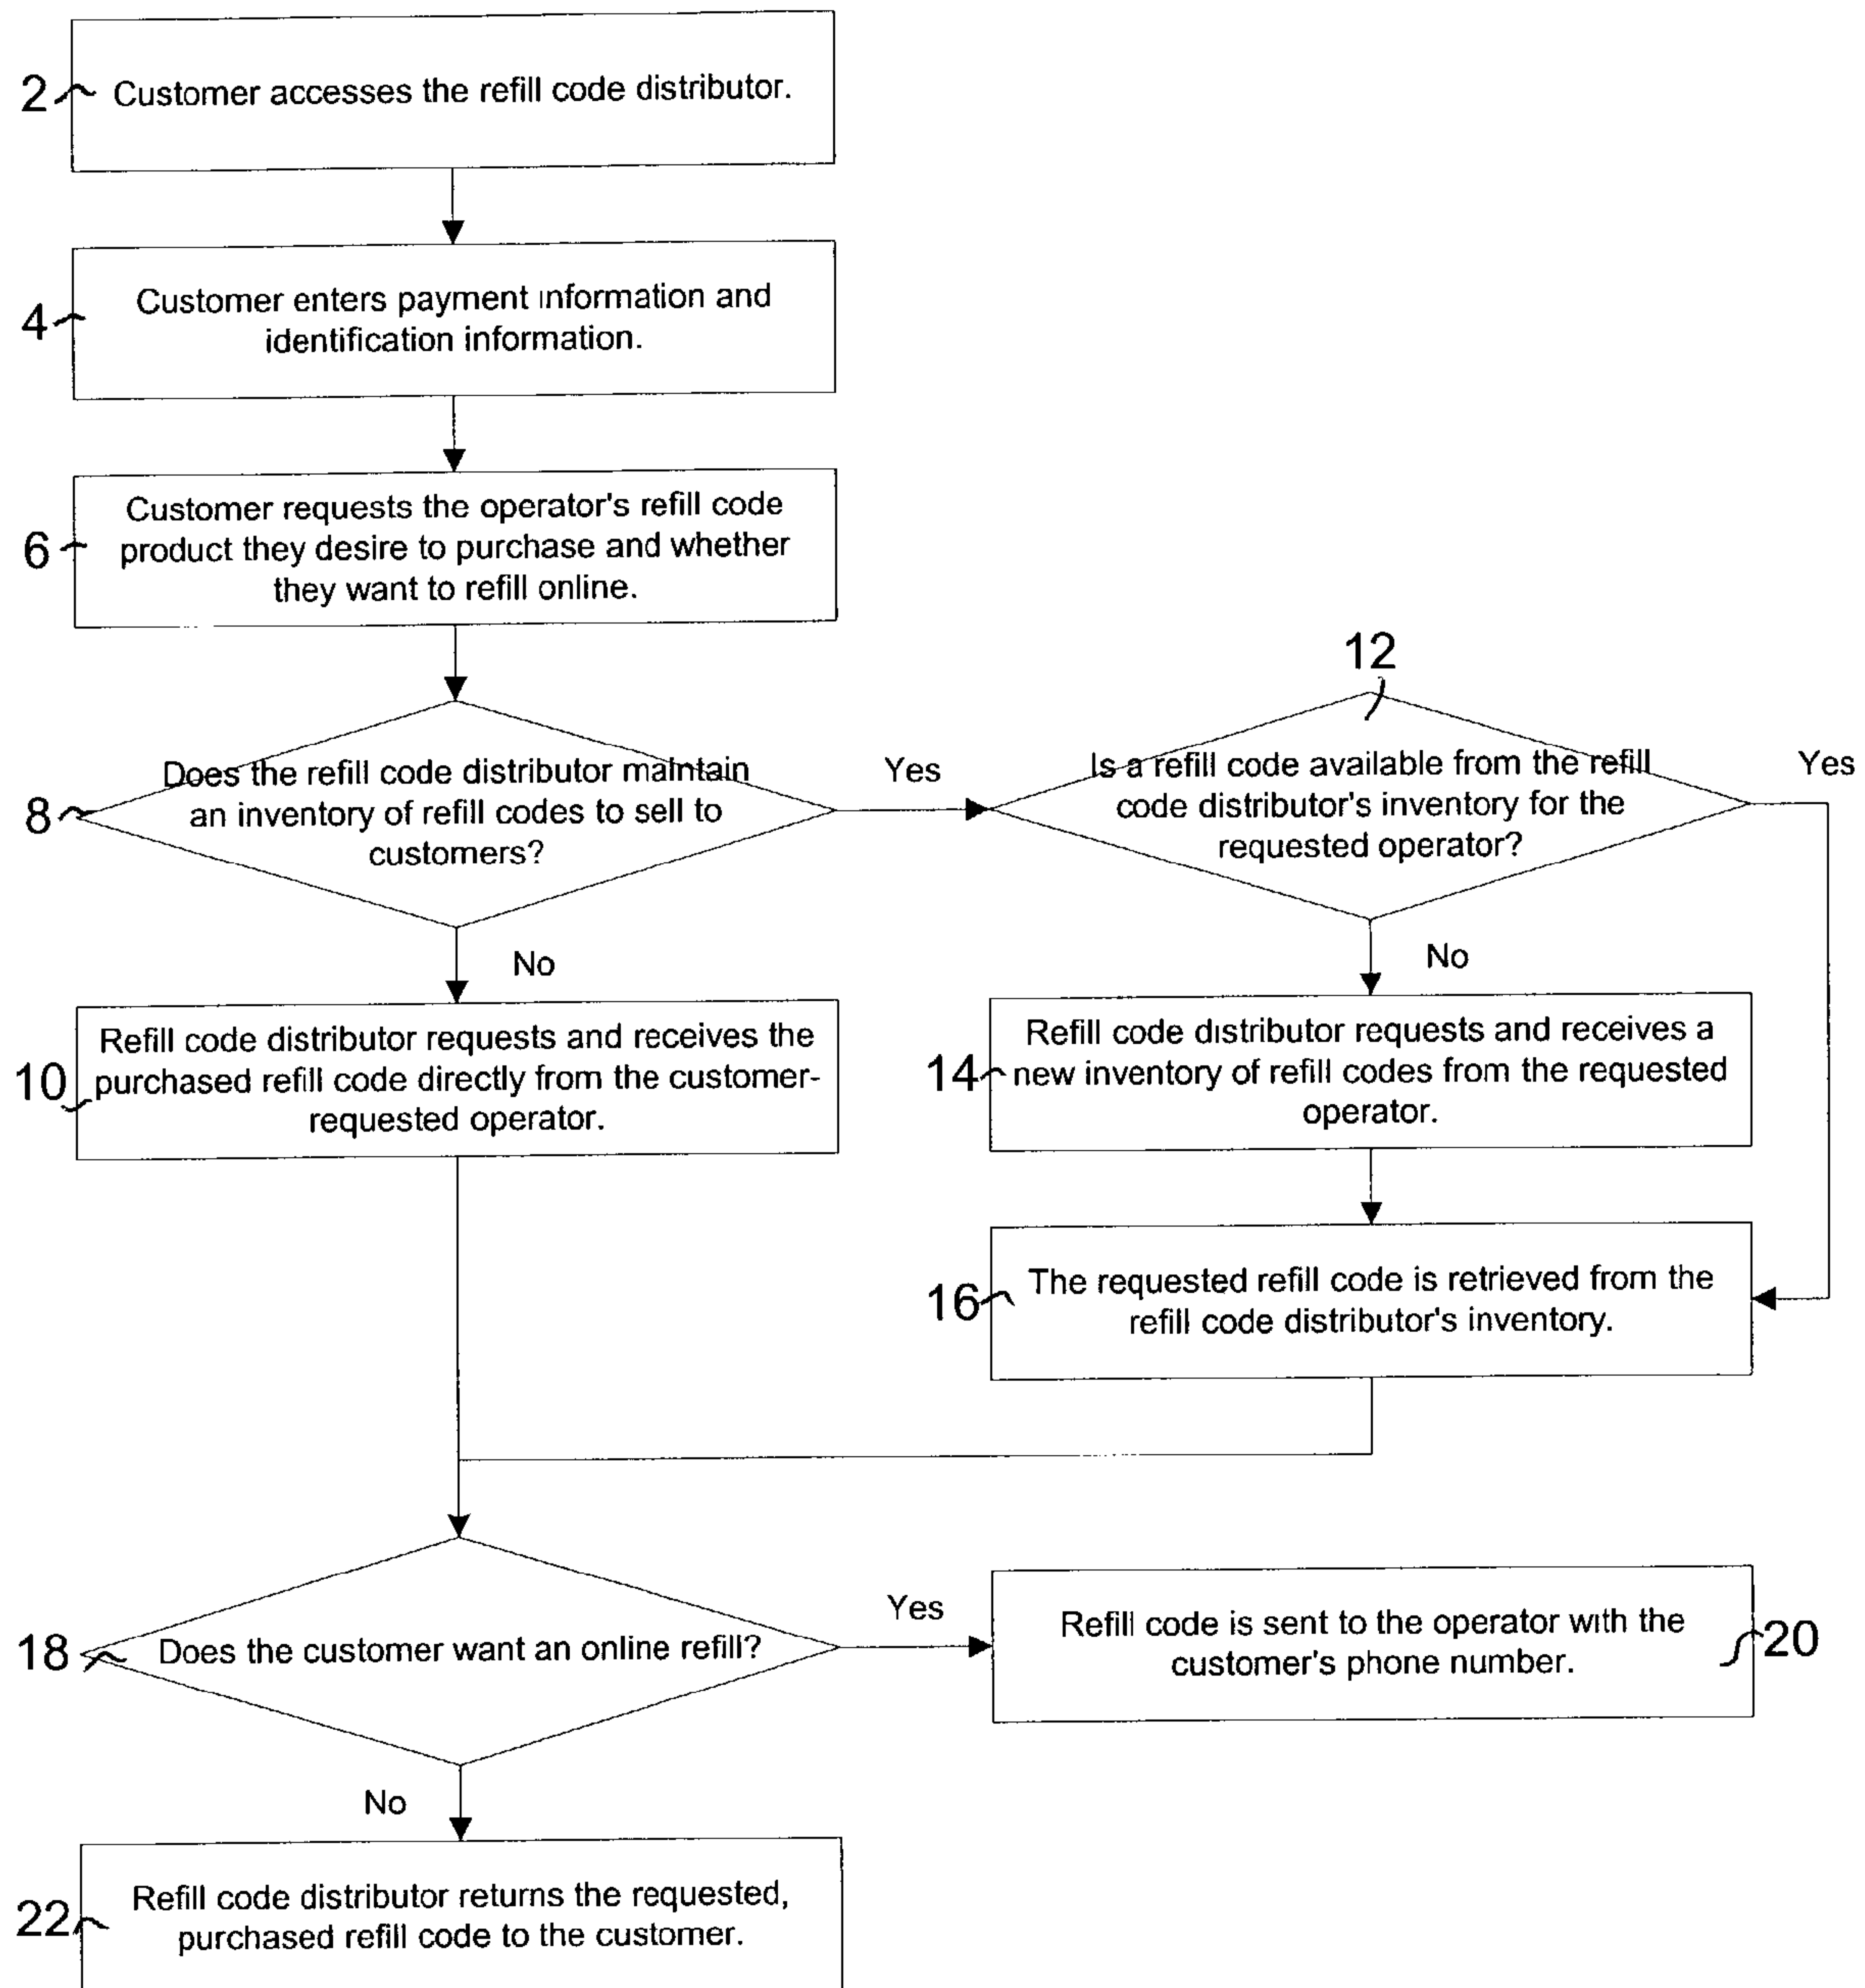 2
Customer accesses the refill code distributor.
4
Customer enters payment information and
identification information.
6
Customer requests the operator's refill code
product they desire to purchase and whether
they want to refill online.
8
Does the refill code distributor maintain
an inventory of refill codes to sell to
customers?
Yes
No
12
Is a refill code available from the refill
code distributor's inventory for the
requested operator?
Yes
No
10
Refill code distributor requests and receives the
purchased refill code directly from the customer-
requested operator.
14
Refill code distributor requests and receives a
new inventory of refill codes from the requested
operator.
16
The requested refill code is retrieved from the
refill code distributor's inventory.
18
Does the customer want an online refill?
Yes
No
Refill code is sent to the operator with the
customer's phone number.
20
22
Refill code distributor returns the requested,
purchased refill code to the customer.